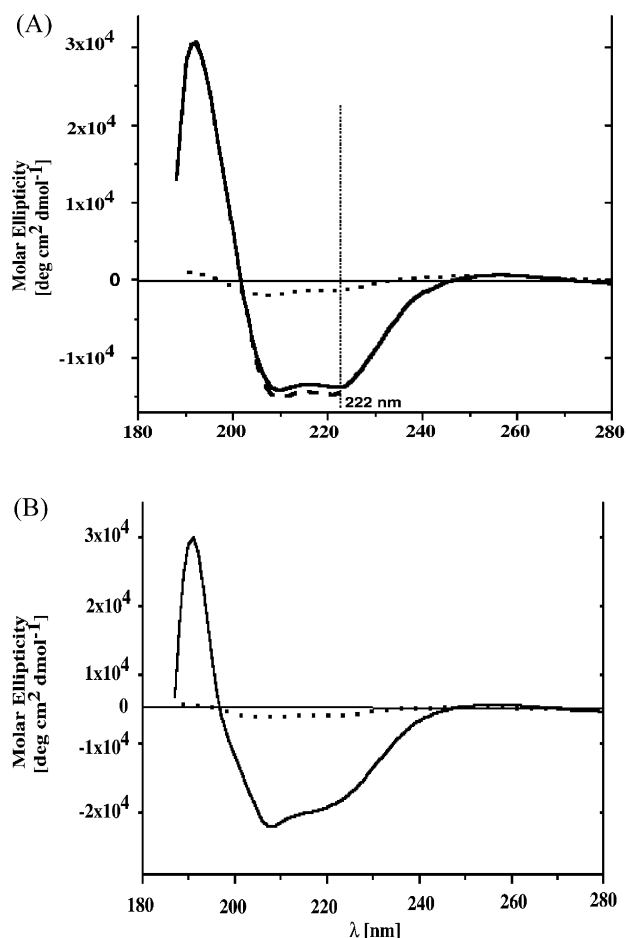 (A)
3x10⁴
2x10⁴
1x10⁴
0
-1x10⁴
Molar Ellipticity
[deg cm² dmol⁻¹]
222 nm
180 200 220 240 260 280
(B)
3x10⁴
2x10⁴
1x10⁴
0
-1x10⁴
-2x10⁴
Molar Ellipticity
[deg cm² dmol⁻¹]
180 200 220 240 260 280
λ [nm]